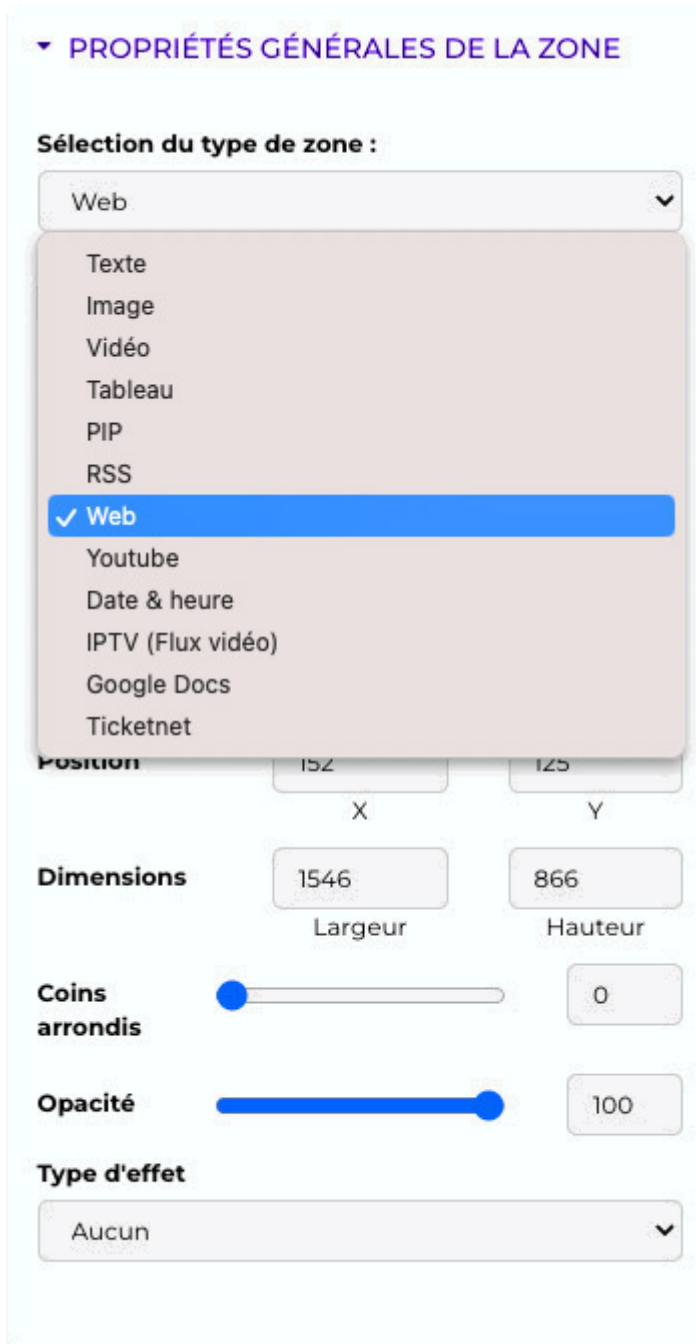 PROPRIÉTÉS GÉNÉRALES DE LA ZONE
Sélection du type de zone :
Web
Texte
Image
Vidéo
Tableau
PIP
RSS
✓ Web
Youtube
Date & heure
IPTV (Flux vidéo)
Google Docs
Ticketnet
Position 152 125
X Y
Dimensions 1546 866
Largeur Hauteur
Coins 0
arrondis
Opacité 100
Type d'effet
Aucun